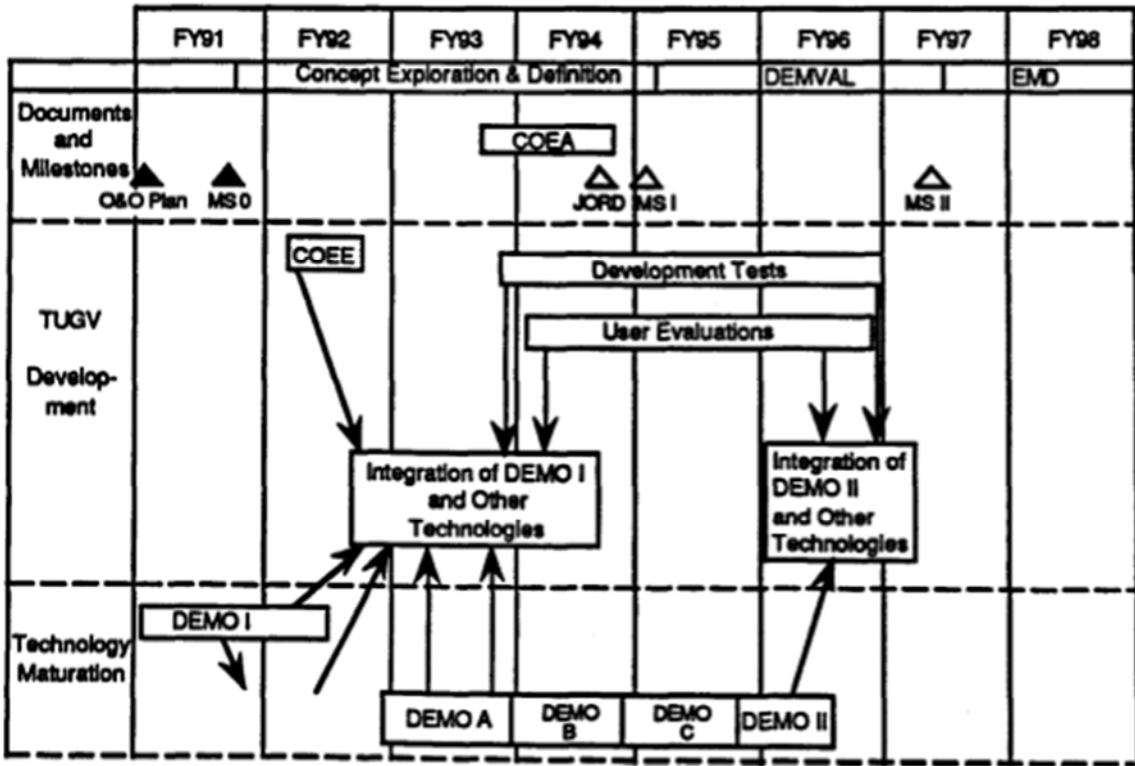 FY91 FY92 FY93 FY94 FY95 FY96 FY97 FY98
Concept Exploration & Definition DEMVAL EMD
Documents
and
Milestones
COEA
O&O Plan MS 0 JORD MS I MS II
COEE
Development Tests
User Evaluations
TUGV
Develop-
ment
Integration of DEMO I
and Other
Technologies
Integration of
DEMO II
and Other
Technologies
DEMO I
Technology
Maturation
DEMO A
DEMO
B
DEMO
C
DEMO II